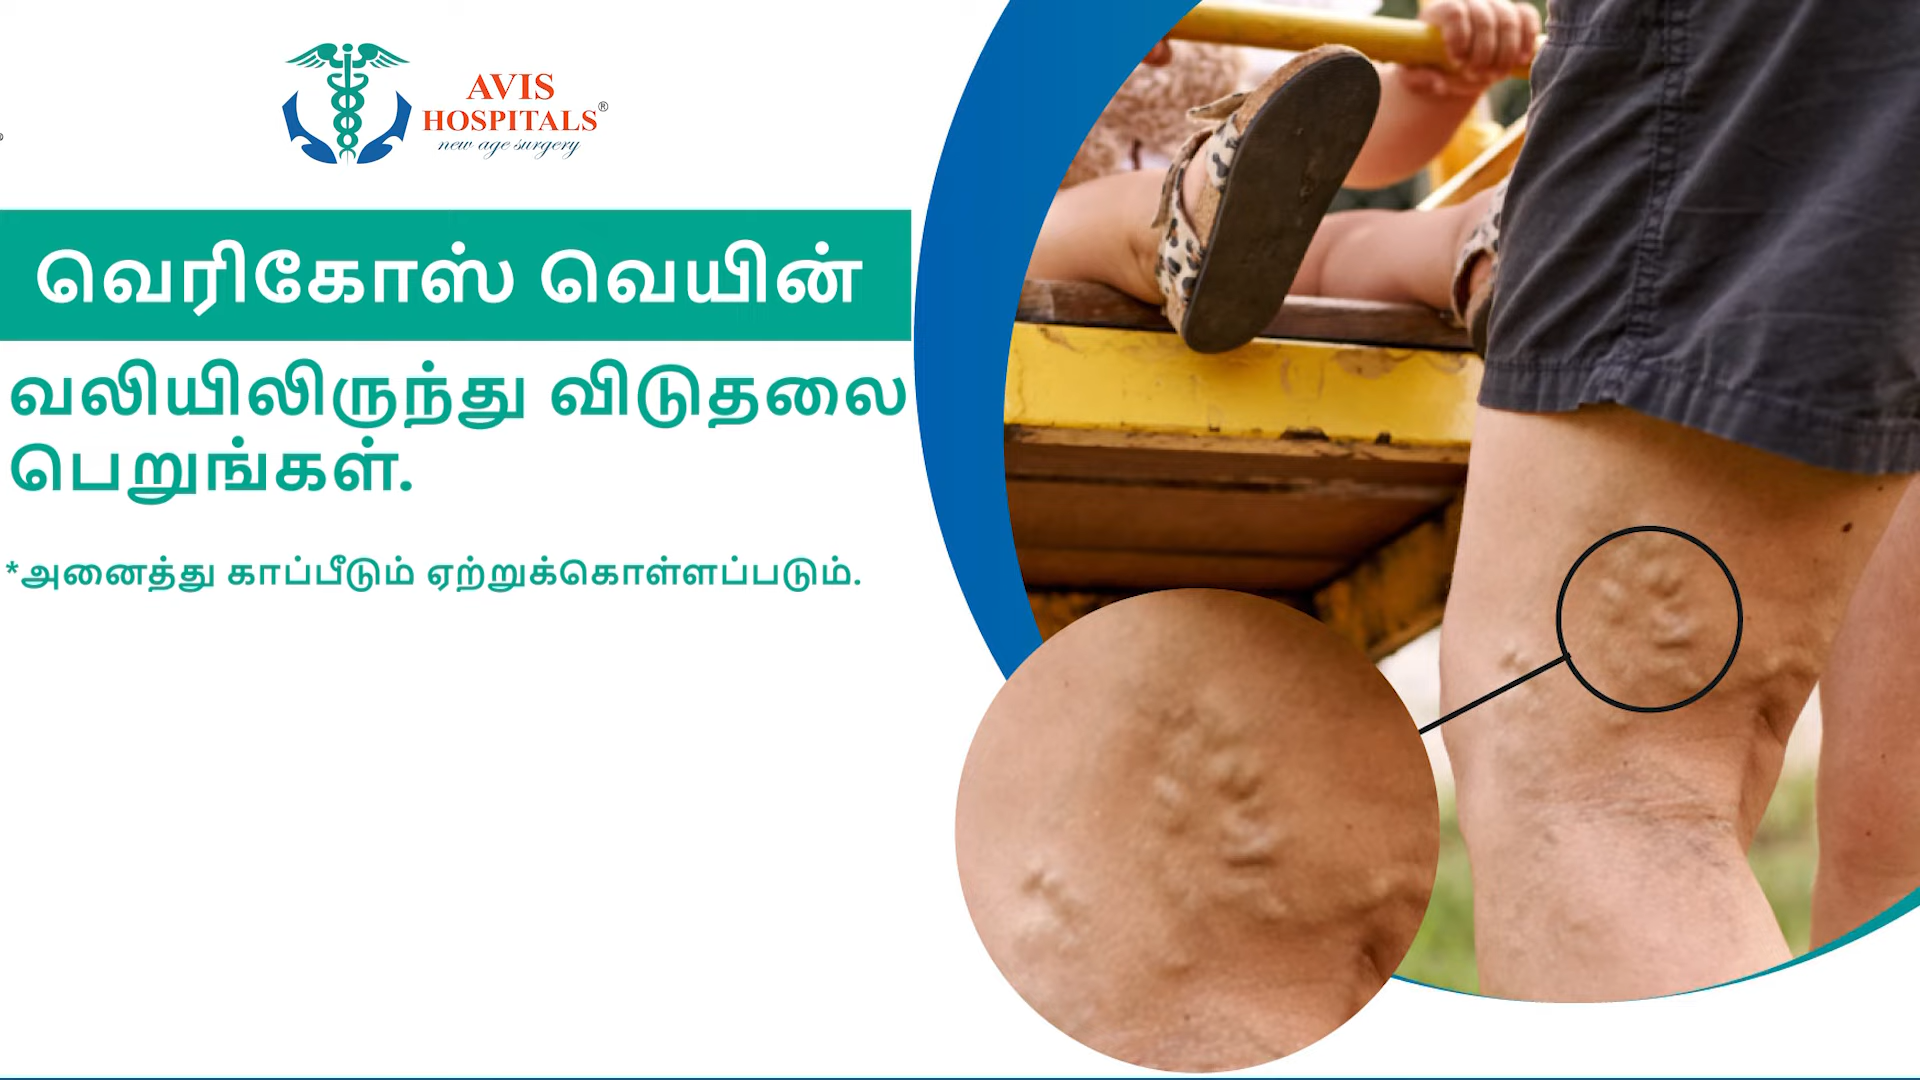 AVIS
HOSPITALS®
new age surgery
வெரிகோஸ் வெயின்
வலியிலிருந்து விடுதலை
பெறுங்கள்.
*அனைத்து காப்பீடும் ஏற்றுக்கொள்ளப்படும்.